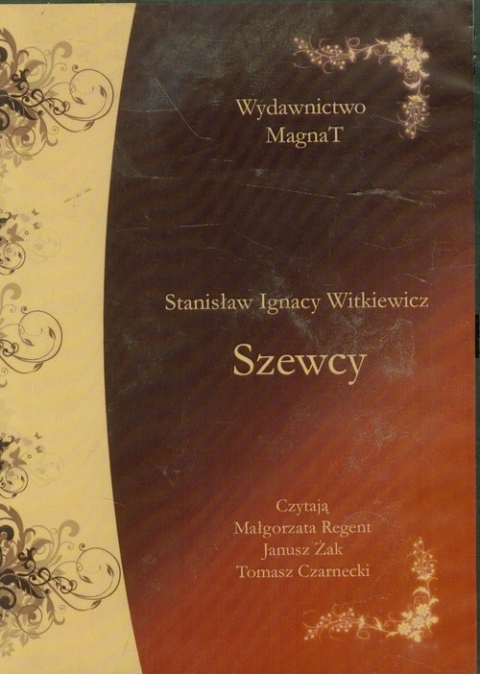 Wydawnictwo
MagnaT
Stanisław Ignacy Witkiewicz
Szewcy
Czytają
Małgorzata Regent
Janusz Żak
Tomasz Czarnecki